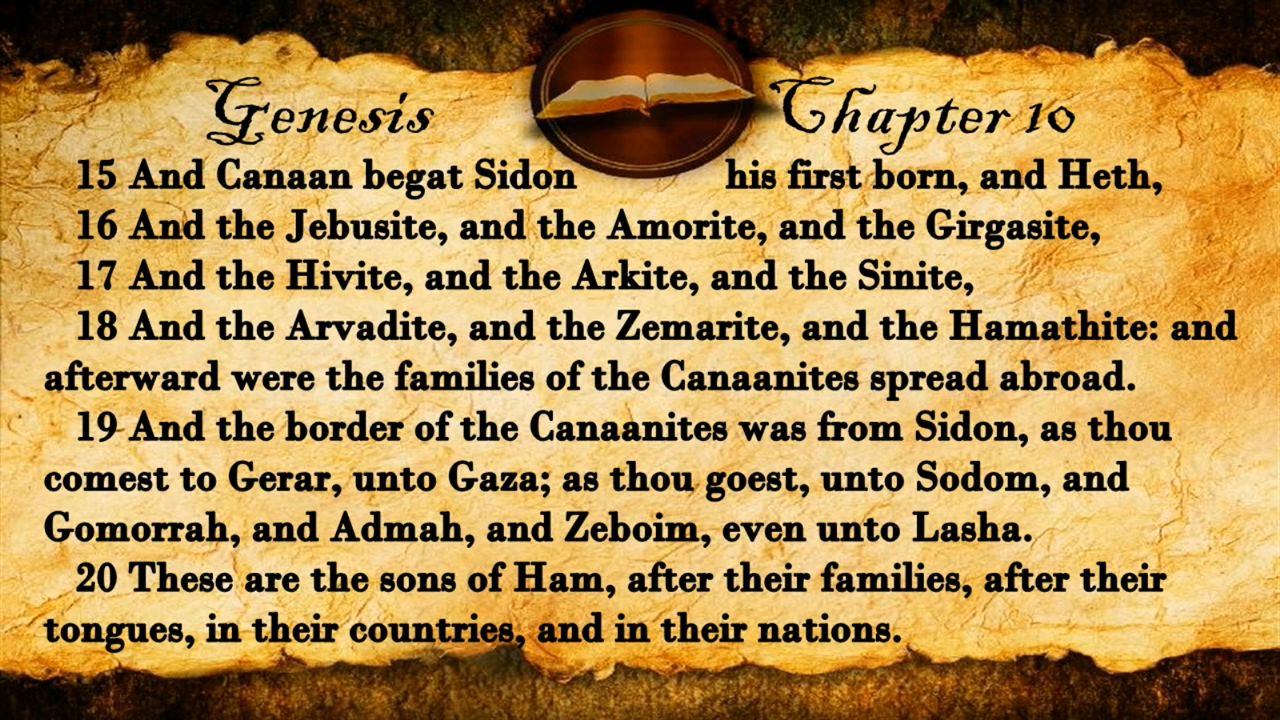 Genesis Chapter 10
15 And Canaan begat Sidon his first born, and Heth,
16 And the Jebusite, and the Amorite, and the Girgasite,
17 And the Hivite, and the Arkite, and the Sinite,
18 And the Arvadite, and the Zemarite, and the Hamathite: and
afterward were the families of the Canaanites spread abroad.
19 And the border of the Canaanites was from Sidon, as thou
comest to Gerar, unto Gaza; as thou goest, unto Sodom, and
Gomorrah, and Admah, and Zeboim, even unto Lasha.
20 These are the sons of Ham, after their families, after their
tongues, in their countries, and in their nations.